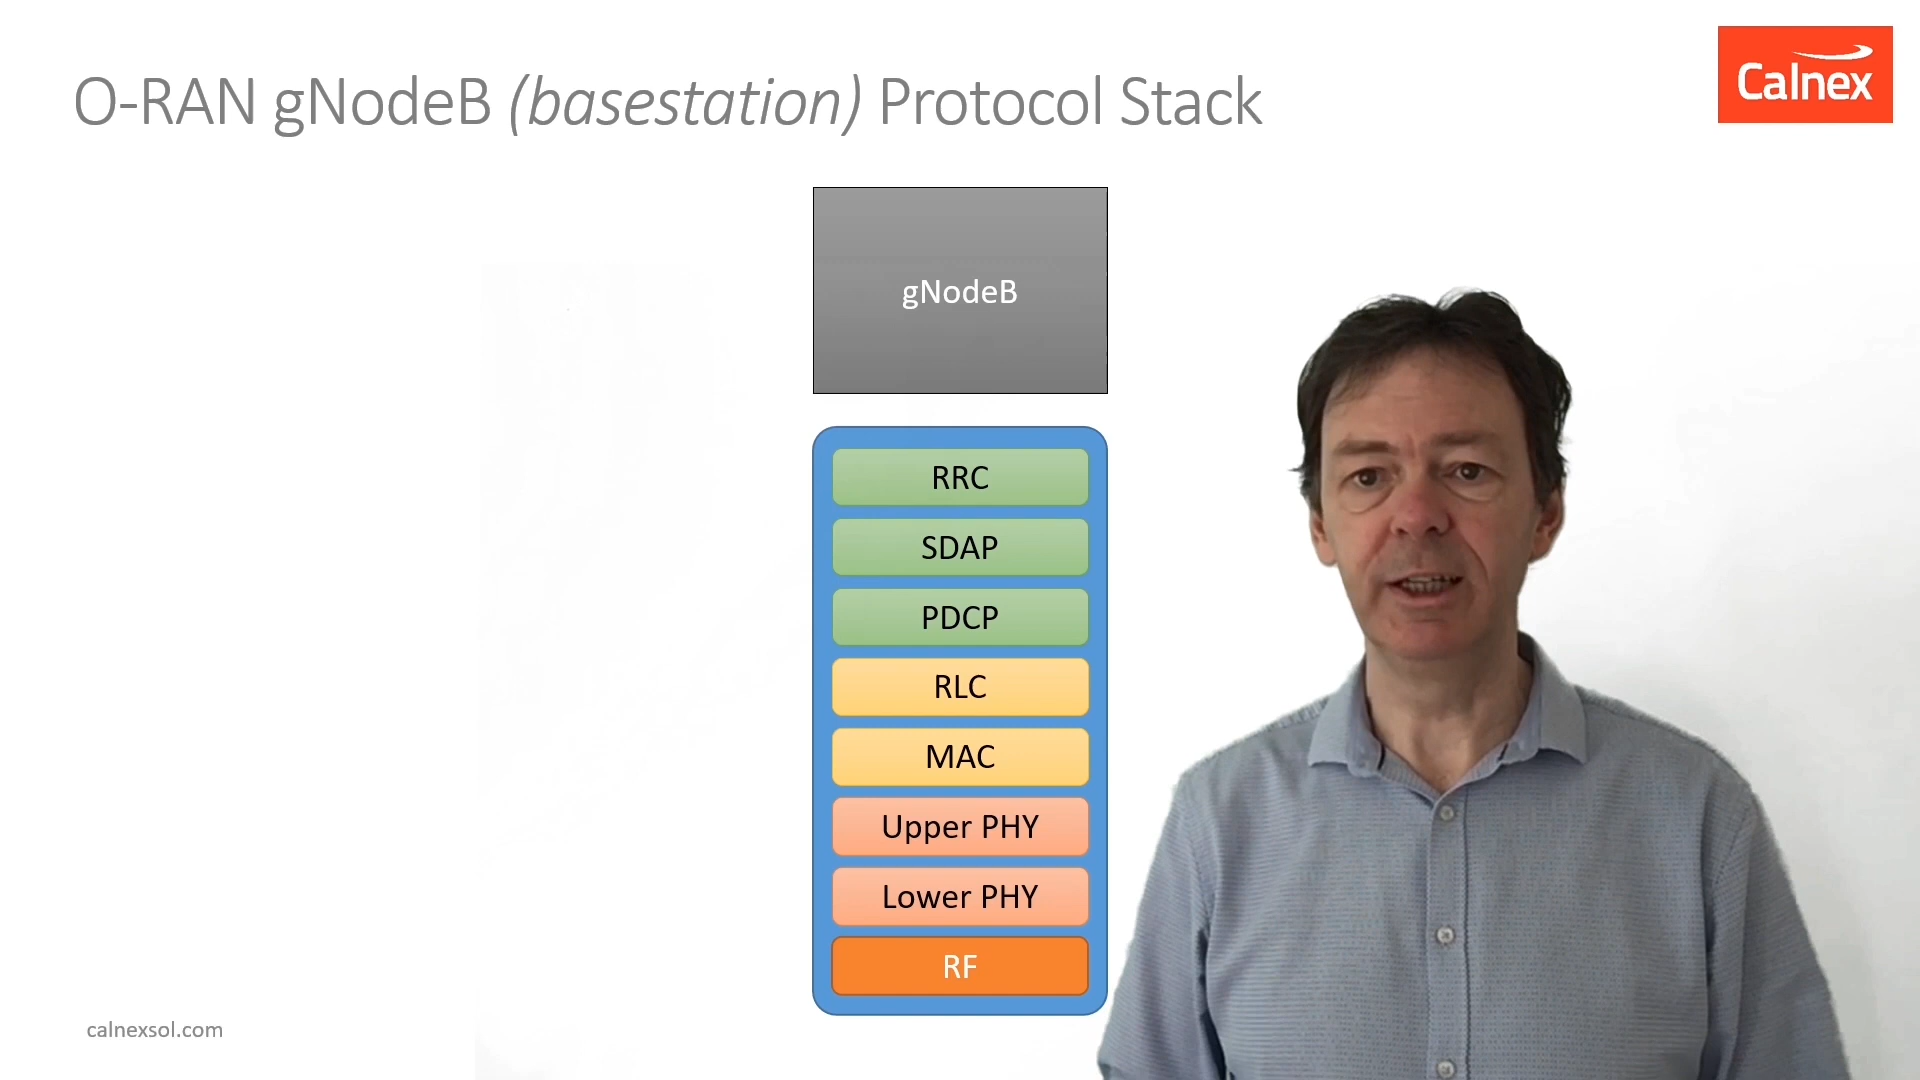 O-RAN gNodeB (basestation) Protocol Stack
Calnex
gNodeB
RRC
SDAP
PDCP
RLC
MAC
Upper PHY
Lower PHY
RF
calnexsol.com